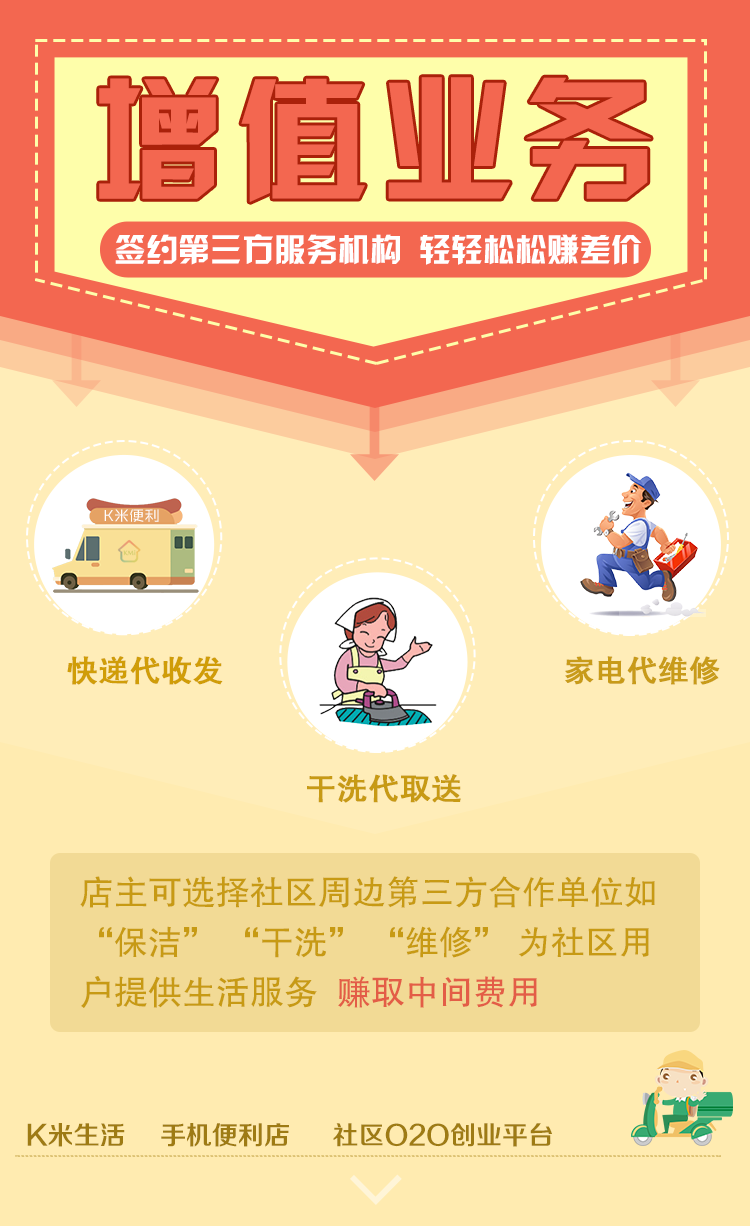 增值业务
签约第三方服务机构 轻轻松松赚差价
K米便利
快递代收发
家电代维修
干洗代取送
店主可选择社区周边第三方合作单位如
“保洁” “干洗” “维修” 为社区用
户提供生活服务 赚取中间费用
K米生活 手机便利店 社区O2O创业平台